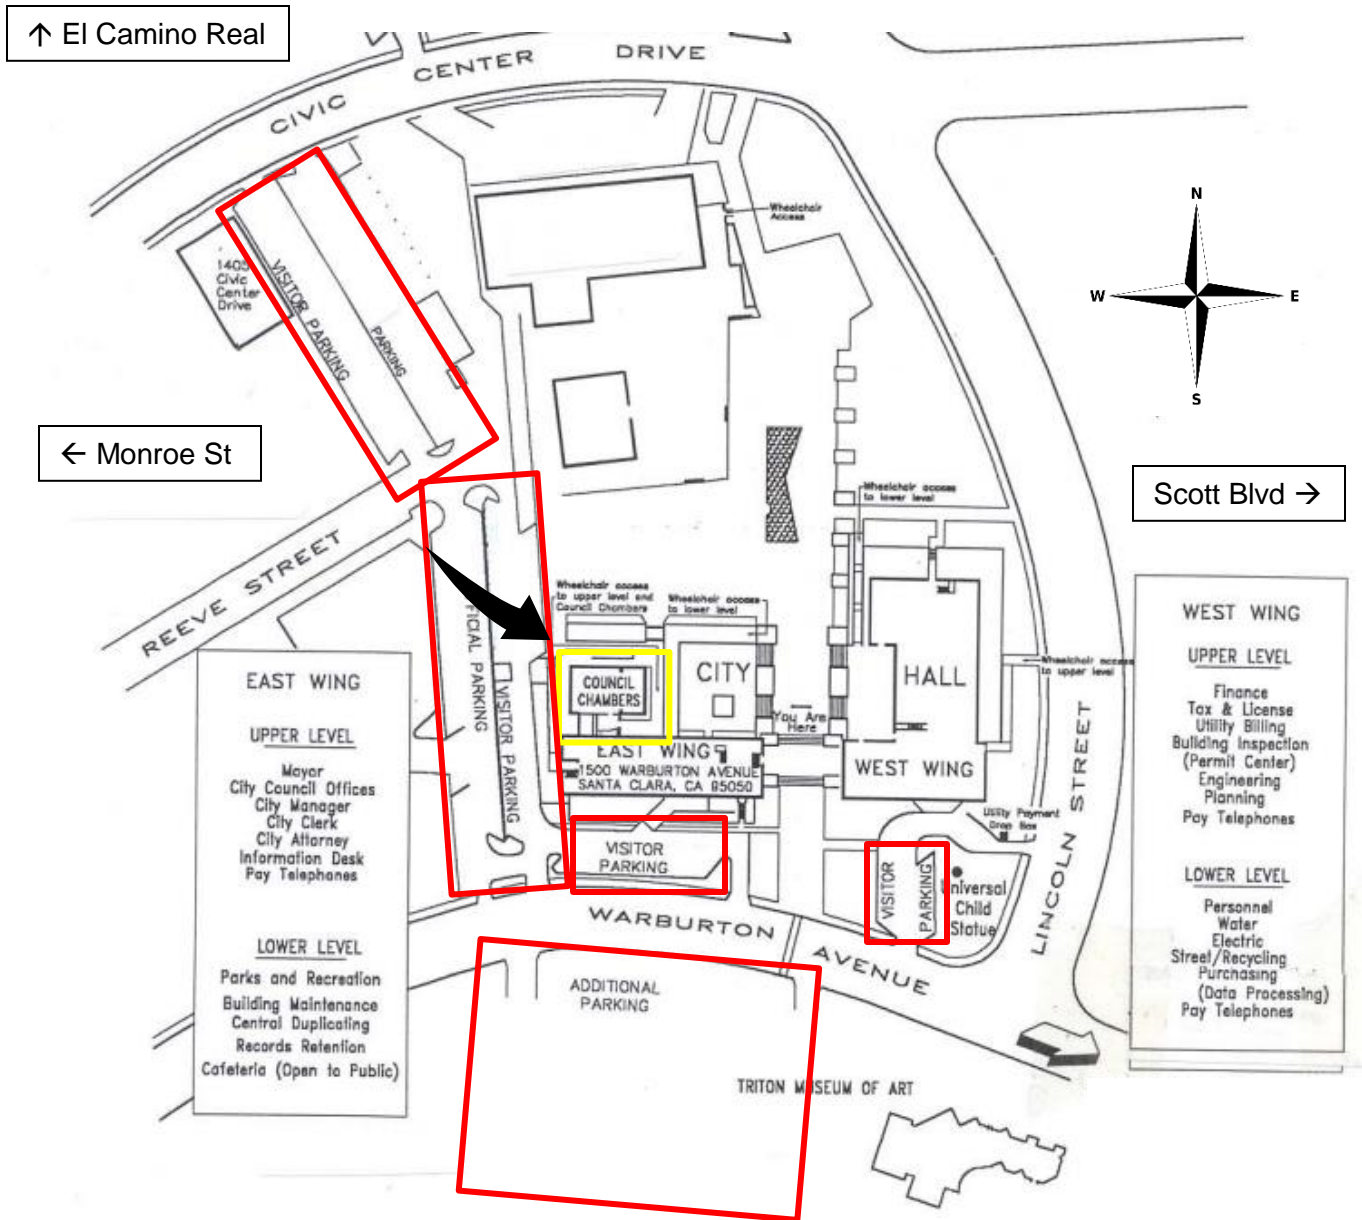 ↑ El Camino Real
CIVIC CENTER DRIVE
Wheelchair
Access
N
W E
S
1405
Civic
Center
Drive
VISITOR PARKING
PARKING
← Monroe St
Scott Blvd →
REEVE STREET
Wheelchair access
to lower level
Wheelchair access
to upper level and
Council Chambers
Wheelchair access
to lower level
FICIAL PARKING
VISITOR PARKING
COUNCIL
CHAMBERS
CITY
HALL
Wheelchair access
to upper level
You Are
Here
EAST WING
1500 WARBURTON AVENUE
SANTA CLARA, CA 95050
WEST WING
Utility Payment
Drop Box
VISITOR
PARKING
VISITOR
PARKING
Universal
Child
Statue
LINCOLN STREET
WARBURTON AVENUE
ADDITIONAL
PARKING
TRITON MUSEUM OF ART
EAST WING
UPPER LEVEL
Mayor
City Council Offices
City Manager
City Clerk
City Attorney
Information Desk
Pay Telephones
LOWER LEVEL
Parks and Recreation
Building Maintenance
Central Duplicating
Records Retention
Cafeteria (Open to Public)
WEST WING
UPPER LEVEL
Finance
Tax & License
Utility Billing
Building Inspection
(Permit Center)
Engineering
Planning
Pay Telephones
LOWER LEVEL
Personnel
Water
Electric
Street/Recycling
Purchasing
(Data Processing)
Pay Telephones